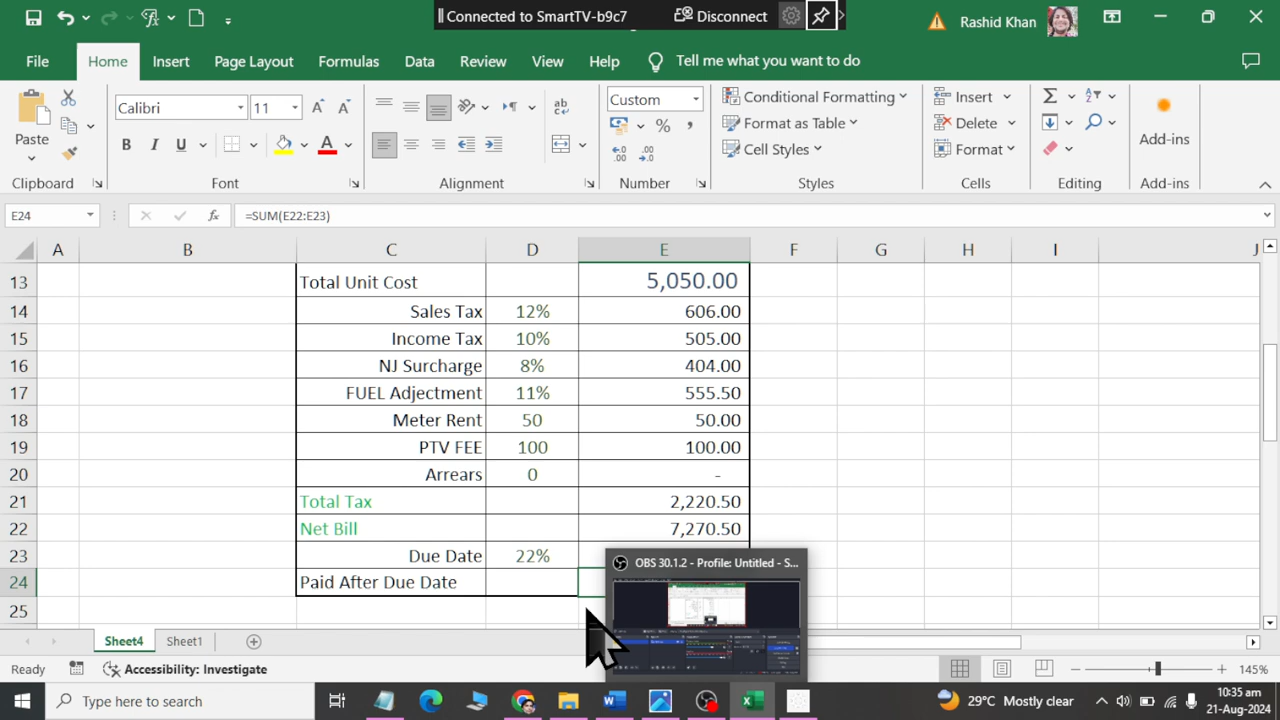 Connected to SmartTV-b9c7 Disconnect
Rashid Khan
File Home Insert Page Layout Formulas Data Review View Help Tell me what you want to do
Paste
Calibri 11
B I U A
Custom
% ,
Conditional Formatting
Format as Table
Cell Styles
Insert
Delete
Format
Add-ins
Clipboard Font Alignment Number Styles Cells Editing Add-ins
E24 fx =SUM(E22:E23)
A B C D E F G H I J
13 Total Unit Cost 5,050.00
14 Sales Tax 12% 606.00
15 Income Tax 10% 505.00
16 NJ Surcharge 8% 404.00
17 FUEL Adjectment 11% 555.50
18 Meter Rent 50 50.00
19 PTV FEE 100 100.00
20 Arrears 0 -
21 Total Tax 2,220.50
22 Net Bill 7,270.50
23 Due Date 22%
24 Paid After Due Date
25
OBS 30.1.2 - Profile: Untitled - S...
Sheet4 Sheet1
eady Accessibility: Investigate 145%
Type here to search
29°C Mostly clear
10:35 am
21-Aug-2024